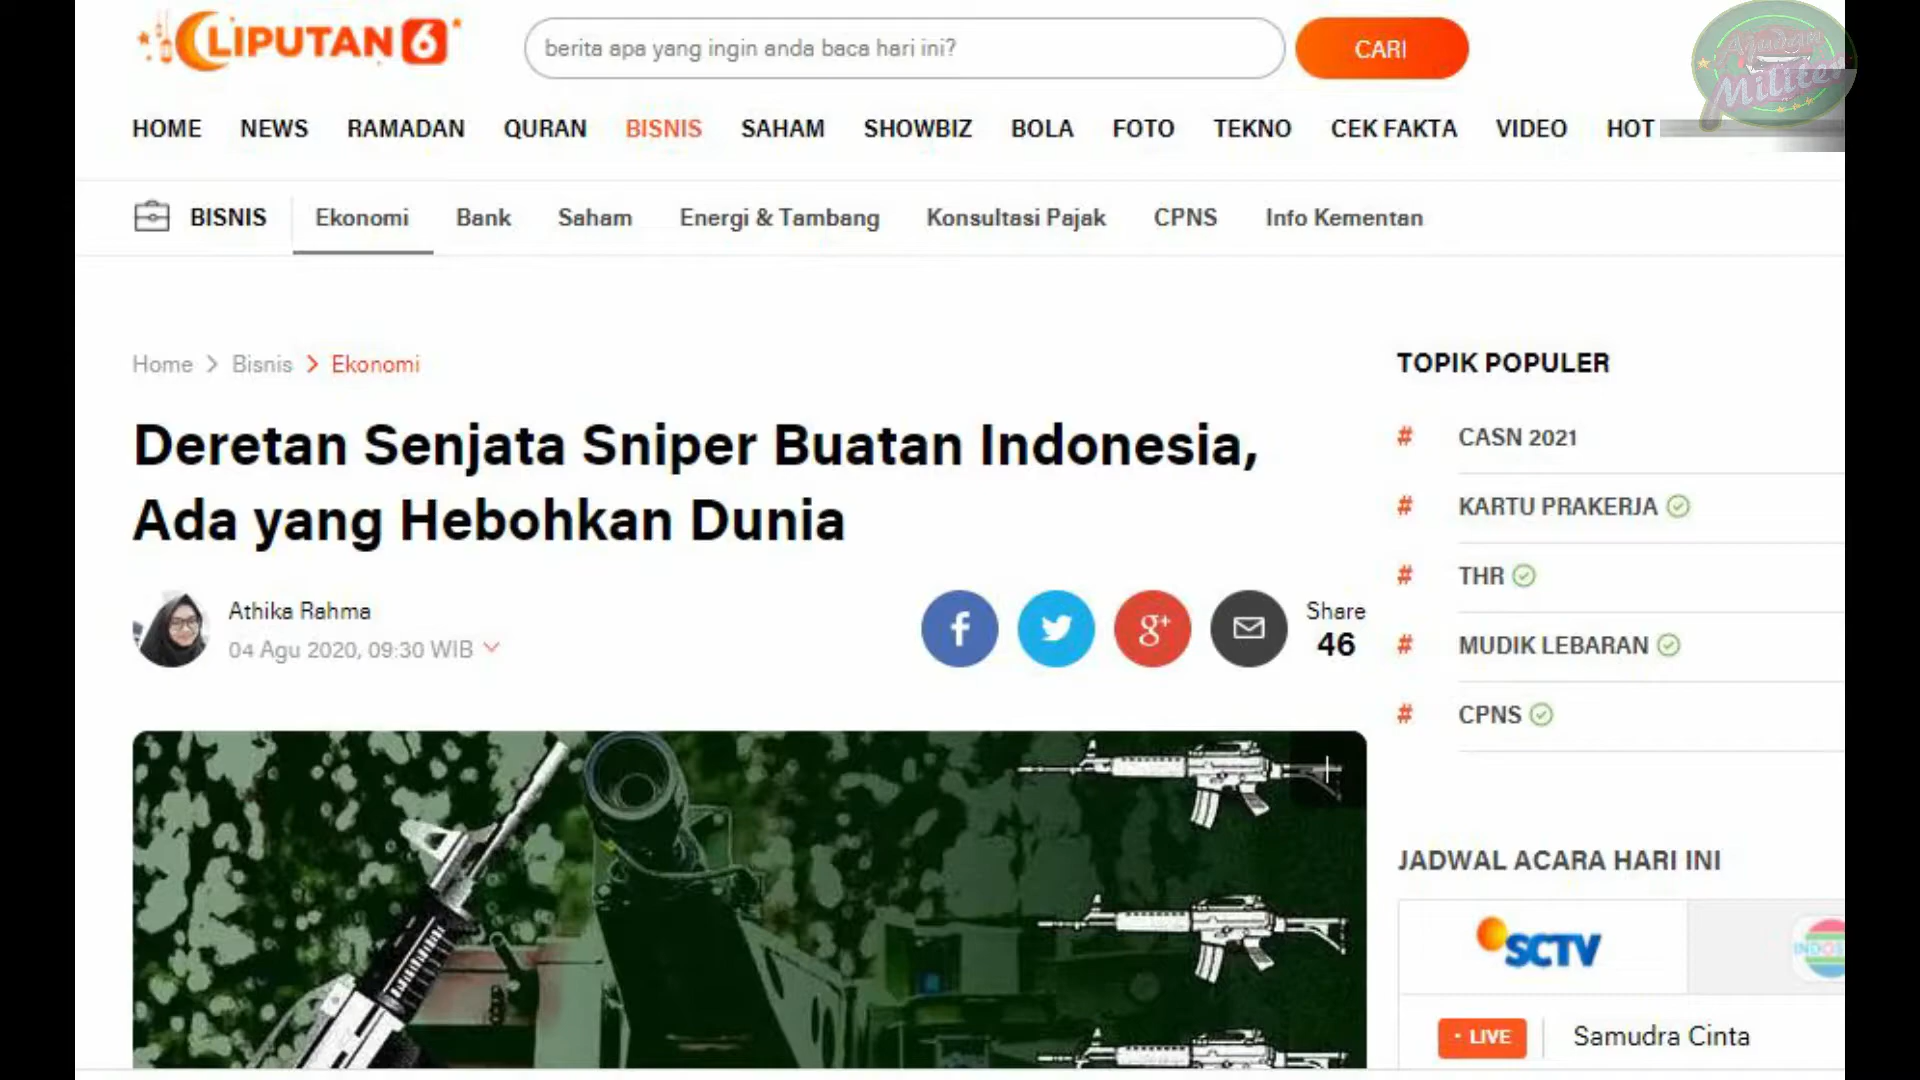 LIPUTAN 6
berita apa yang ingin anda baca hari ini?
CARI
Militer
HOME NEWS RAMADAN QURAN BISNIS SAHAM SHOWBIZ BOLA FOTO TEKNO CEK FAKTA VIDEO HOT
BISNIS Ekonomi Bank Saham Energi & Tambang Konsultasi Pajak CPNS Info Kementan
Home > Bisnis > Ekonomi
Deretan Senjata Sniper Buatan Indonesia,
Ada yang Hebohkan Dunia
Athika Rahma
04 Agu 2020, 09:30 WIB
Share
46
TOPIK POPULER
# CASN 2021
# KARTU PRAKERJA
# THR
# MUDIK LEBARAN
# CPNS
JADWAL ACARA HARI INI
SCTV
LIVE Samudra Cinta